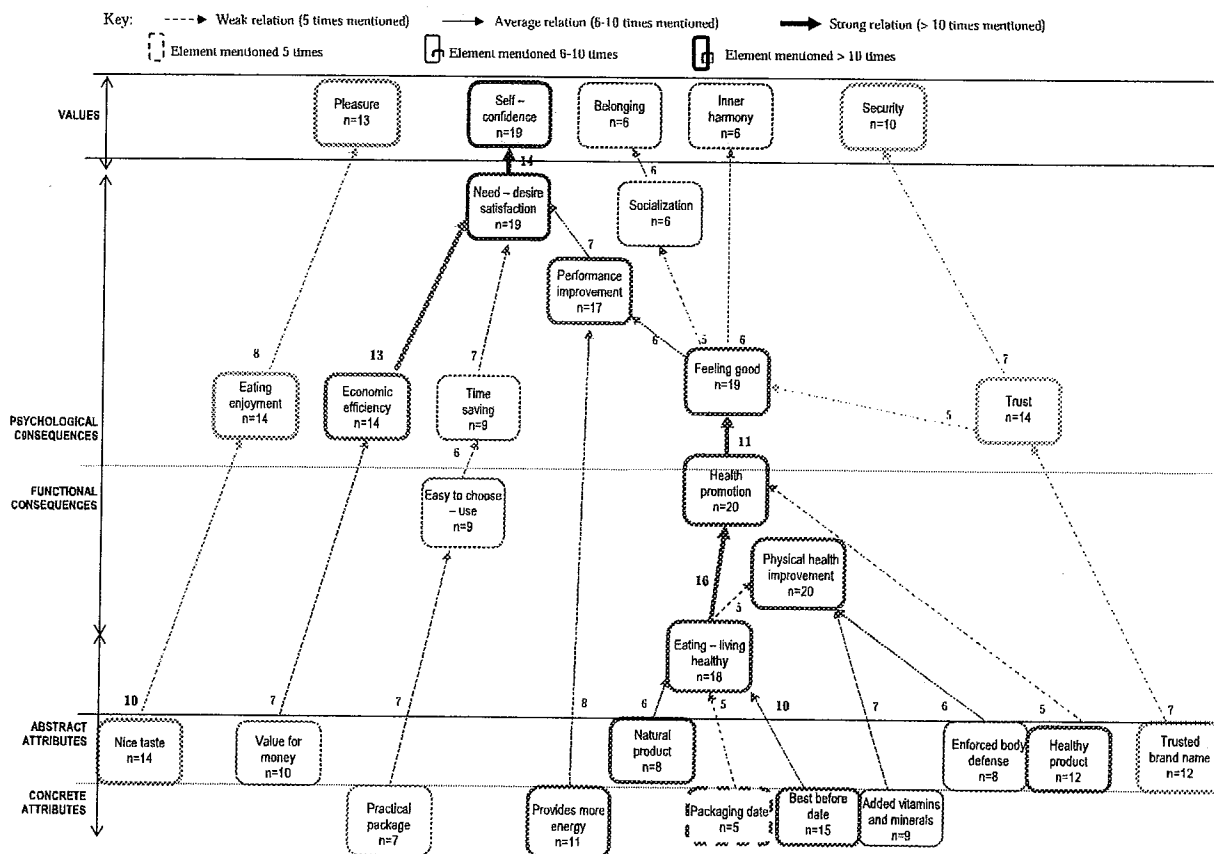 Key:
Weak relation (5 times mentioned)
Average relation (6-10 times mentioned)
Strong relation (> 10 times mentioned)
Element mentioned 5 times
Element mentioned 6-10 times
Element mentioned > 10 times
VALUES
Pleasure
n=13
Self –
confidence
n=19
Belonging
n=6
Inner
harmony
n=6
Security
n=10
14
6
Need – desire
satisfaction
n=19
Socialization
n=6
7
Performance
improvement
n=17
8
13
7
6
5
6
7
PSYCHOLOGICAL
CONSEQUENCES
Eating
enjoyment
n=14
Economic
efficiency
n=14
Time
saving
n=9
Feeling good
n=19
Trust
n=14
5
6
11
FUNCTIONAL
CONSEQUENCES
Easy to choose
– use
n=9
Health
promotion
n=20
Physical health
improvement
n=20
16
5
Eating – living
healthy
n=18
10
7
7
8
6
5
10
7
6
5
7
ABSTRACT
ATTRIBUTES
Nice taste
n=14
Value for
money
n=10
Natural
product
n=8
Enforced body
defense
n=8
Healthy
product
n=12
Trusted
brand name
n=12
CONCRETE
ATTRIBUTES
Practical
package
n=7
Provides more
energy
n=11
Packaging date
n=5
Best before
date
n=15
Added vitamins
and minerals
n=9